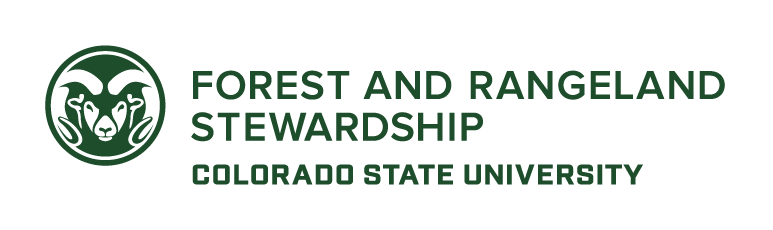 FOREST AND RANGELAND
STEWARDSHIP
COLORADO STATE UNIVERSITY